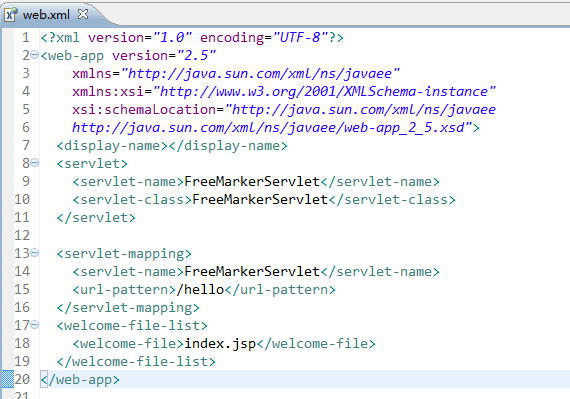 web.xml
1 <?xml version="1.0" encoding="UTF-8"?>
2 <web-app version="2.5"
3 xmlns="http://java.sun.com/xml/ns/javaee"
4 xmlns:xsi="http://www.w3.org/2001/XMLSchema-instance"
5 xsi:schemaLocation="http://java.sun.com/xml/ns/javaee
6 http://java.sun.com/xml/ns/javaee/web-app_2_5.xsd">
7 <display-name></display-name>
8 <servlet>
9 <servlet-name>FreeMarkerServlet</servlet-name>
10 <servlet-class>FreeMarkerServlet</servlet-class>
11 </servlet>
12
13 <servlet-mapping>
14 <servlet-name>FreeMarkerServlet</servlet-name>
15 <url-pattern>/hello</url-pattern>
16 </servlet-mapping>
17 <welcome-file-list>
18 <welcome-file>index.jsp</welcome-file>
19 </welcome-file-list>
20 </web-app>
21